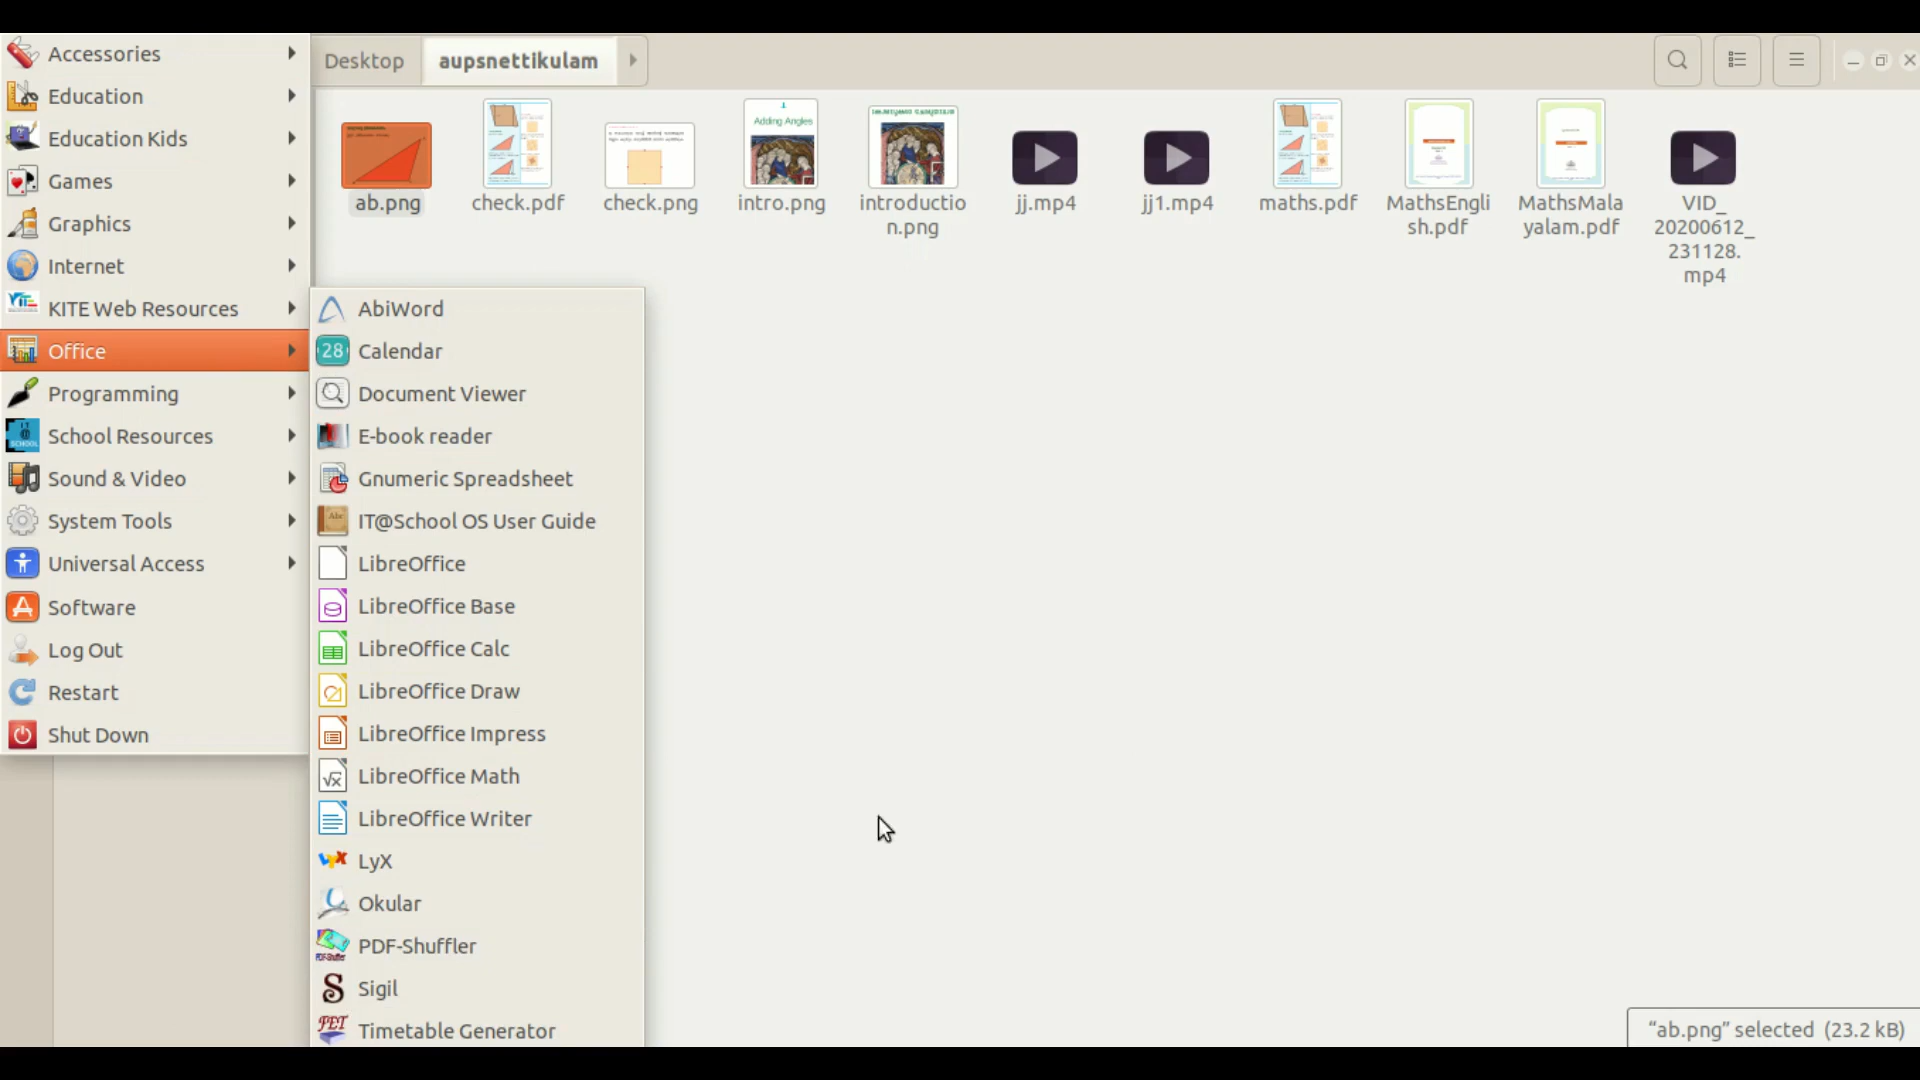 Accessories
Education
Education Kids
Games
Graphics
Internet
KITE Web Resources
Office
Programming
School Resources
Sound & Video
System Tools
Universal Access
Software
Log Out
Restart
Shut Down
Desktop
aupsnettikulam
Adding Angles
ab.png
check.pdf
check.png
intro.png
introductio
n.png
jj.mp4
jj1.mp4
maths.pdf
MathsEngli
sh.pdf
MathsMala
yalam.pdf
VID_
20200612_
231128.
mp4
AbiWord
28
Calendar
Document Viewer
E-book reader
Gnumeric Spreadsheet
IT@School OS User Guide
LibreOffice
LibreOffice Base
LibreOffice Calc
LibreOffice Draw
LibreOffice Impress
LibreOffice Math
LibreOffice Writer
LyX
Okular
PDF-Shuffler
Sigil
FET
Timetable Generator
“ab.png” selected (23.2 kB)